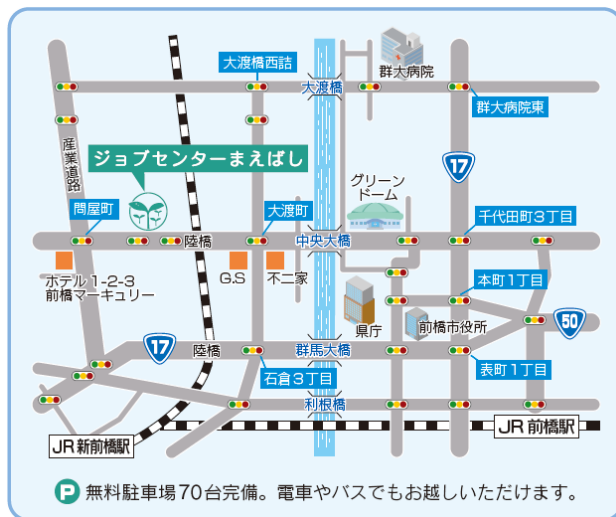 大渡橋西詰
群大病院
大渡橋
群大病院東
産業道路
17
ジョブセンターまえばし
グリーン
ドーム
問屋町
大渡町
千代田町3丁目
陸橋
中央大橋
ホテル1-2-3
前橋マーキュリー
G.S
不二家
本町1丁目
県庁
前橋市役所
50
17
陸橋
群馬大橋
石倉3丁目
表町1丁目
利根橋
JR新前橋駅
JR前橋駅
P 無料駐車場70台完備。電車やバスでもお越しいただけます。